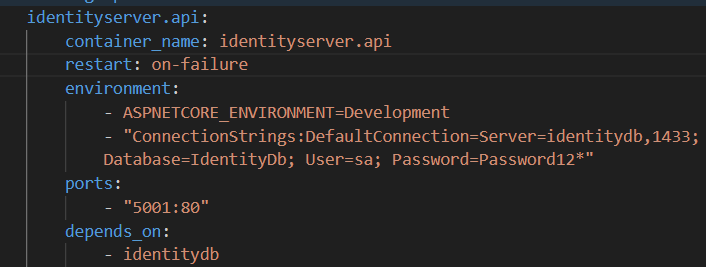 identityserver.api:
container_name: identityserver.api
restart: on-failure
environment:
- ASPNETCORE_ENVIRONMENT=Development
- "ConnectionStrings:DefaultConnection=Server=identitydb,1433;
Database=IdentityDb; User=sa; Password=Password12*"
ports:
- "5001:80"
depends_on:
- identitydb